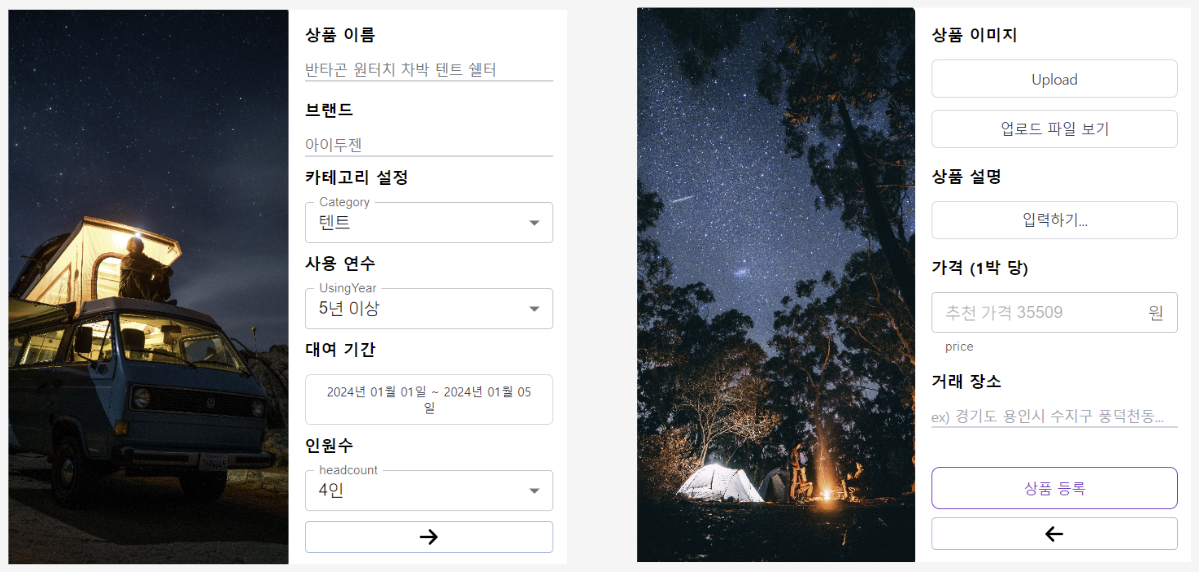 상품 이름
반타곤 원터치 차박 텐트 쉘터
브랜드
아이두젠
카테고리 설정
Category
텐트
사용 연수
UsingYear
5년 이상
대여 기간
2024년 01월 01일 ~ 2024년 01월 05
일
인원수
headcount
4인
상품 이미지
Upload
업로드 파일 보기
상품 설명
입력하기...
가격 (1박 당)
추천 가격 35509 원
price
거래 장소
ex) 경기도 용인시 수지구 풍덕천동...
상품 등록